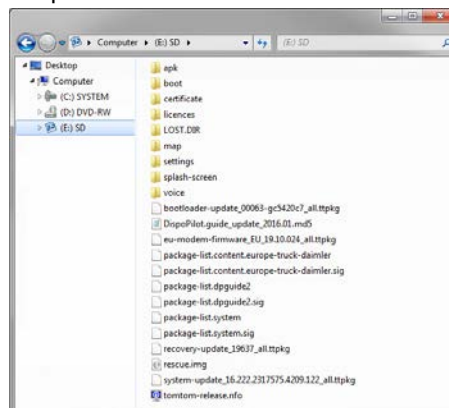 Computer ▸ (E:) SD ▸
(E:) SD
Desktop
Computer
(C:) SYSTEM
(D:) DVD-RW
(E:) SD
apk
boot
certificate
licences
LOST.DIR
map
settings
splash-screen
voice
bootloader-update_00063-gc5420c7_all.ttpkg
DispoPilot.guide_update_2016.01.md5
eu-modem-firmware_EU_19.10.024_all.ttpkg
package-list.content.europe-truck-daimler
package-list.content.europe-truck-daimler.sig
package-list.dpguide2
package-list.dpguide2.sig
package-list.system
package-list.system.sig
recovery-update_19637_all.ttpkg
rescue.img
system-update_16.222.2317575.4209.122_all.ttpkg
tomtom-release.nfo